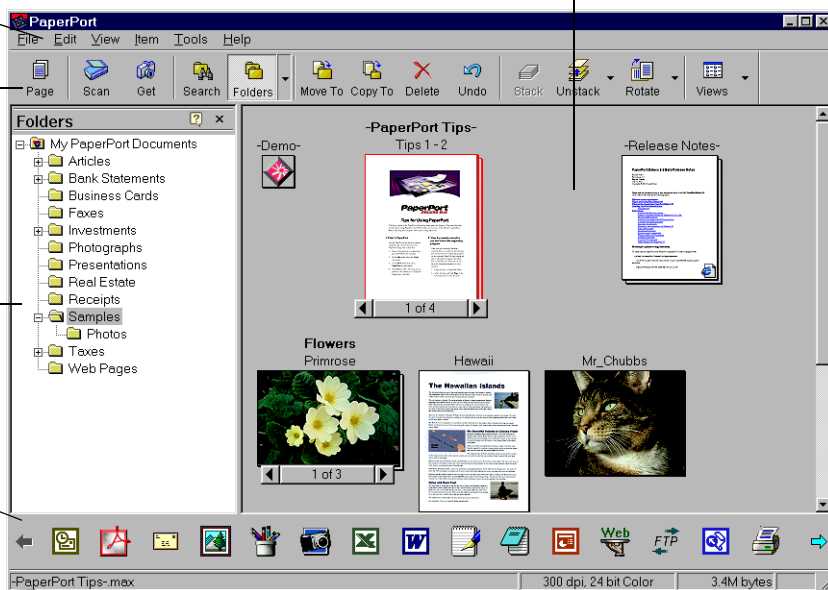 PaperPort
File Edit View Item Tools Help
Page Scan Get Search Folders Move To Copy To Delete Undo Stack Unstack Rotate Views
Folders
My PaperPort Documents
Articles
Bank Statements
Business Cards
Faxes
Investments
Photographs
Presentations
Real Estate
Receipts
Samples
Photos
Taxes
Web Pages
-Demo-
-PaperPort Tips-
Tips 1 - 2
PaperPort
Tips for Using PaperPort
1 of 4
-Release Notes-
Flowers
Primrose
1 of 3
Hawaii
The Hawaiian Islands
Mr_Chubbs
Web
FTP
-PaperPort Tips-.max
300 dpi, 24 bit Color
3.4M bytes